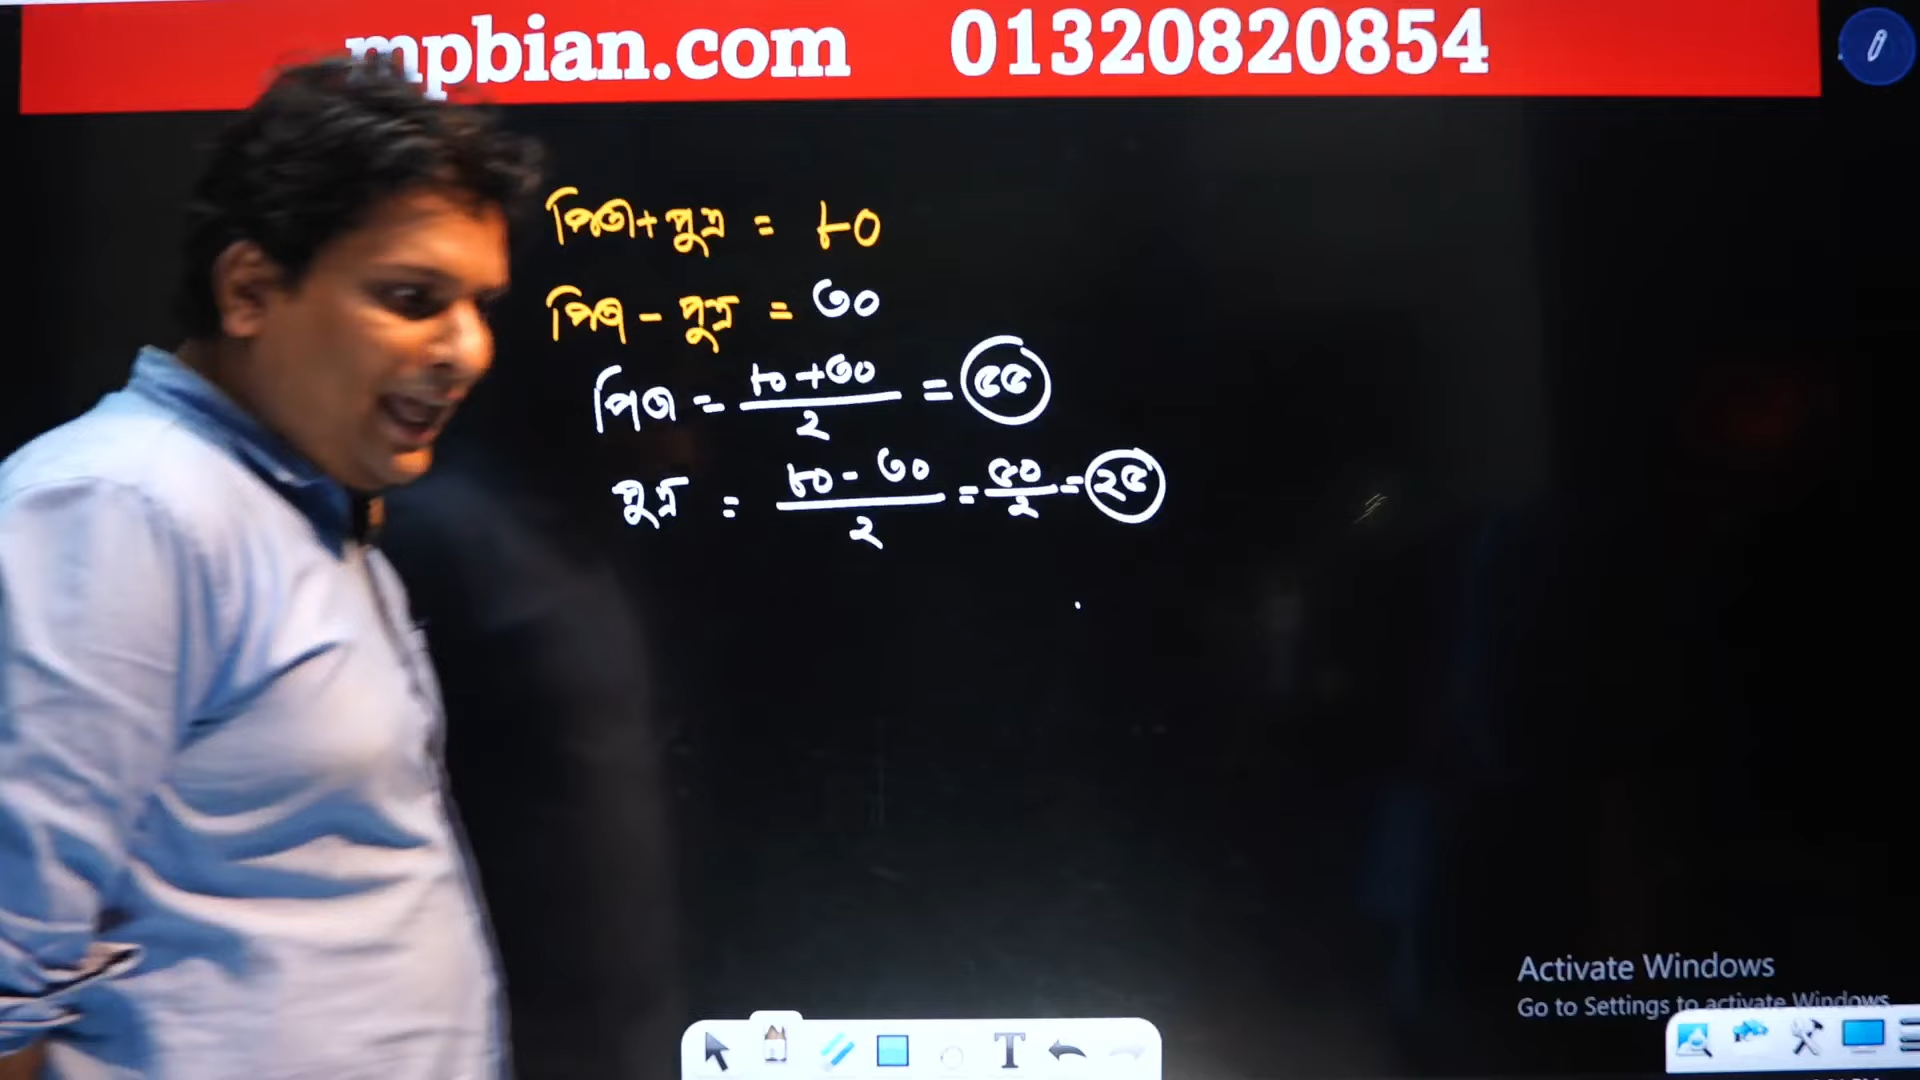 mpbian.com 01320820854
পিতা + পুত্র = ৮০
পিতা - পুত্র = ৩০
পিতা = ৮০ + ৩০ / ২ = ৫৫
পুত্র = ৮০ - ৩০ / ২ = ৫০ / ২ = ২৫
Activate Windows
Go to Settings to activate Windows.
T